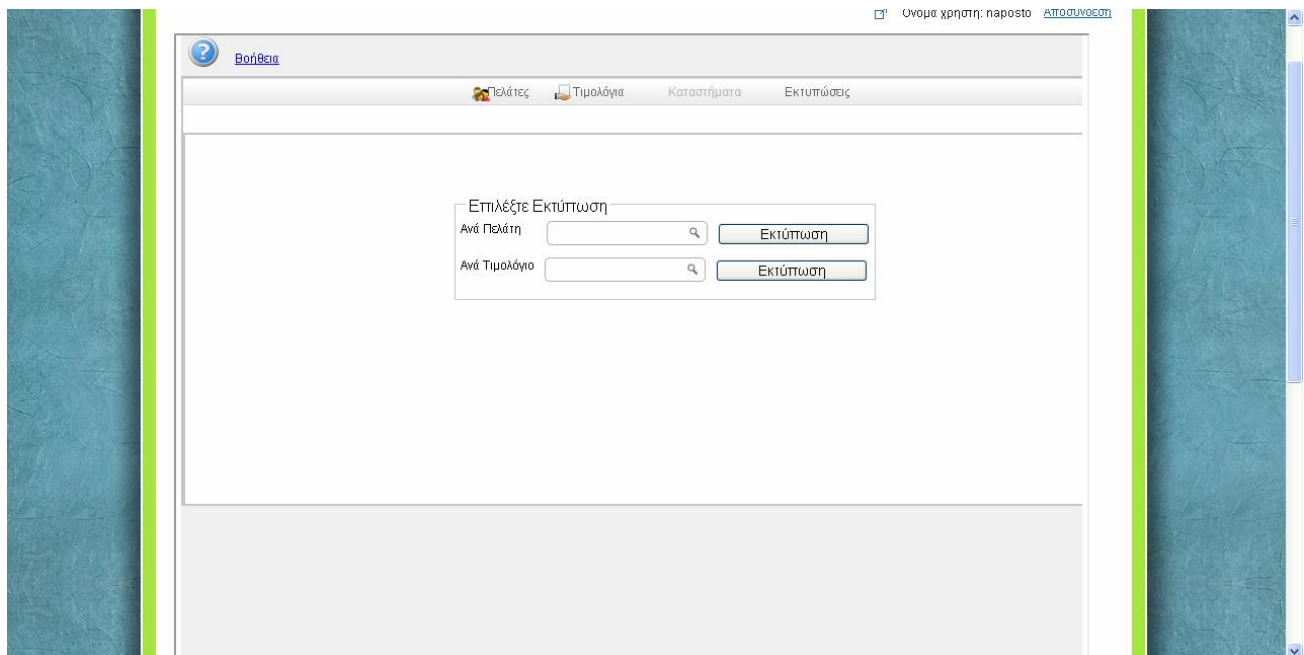 Όνομα χρήστη: naposto Αποσύνδεση
Βοήθεια
Πελάτες Τιμολόγια Καταστήματα Εκτυπώσεις
Επιλέξτε Εκτύπωση
Ανά Πελάτη Εκτύπωση
Ανά Τιμολόγιο Εκτύπωση